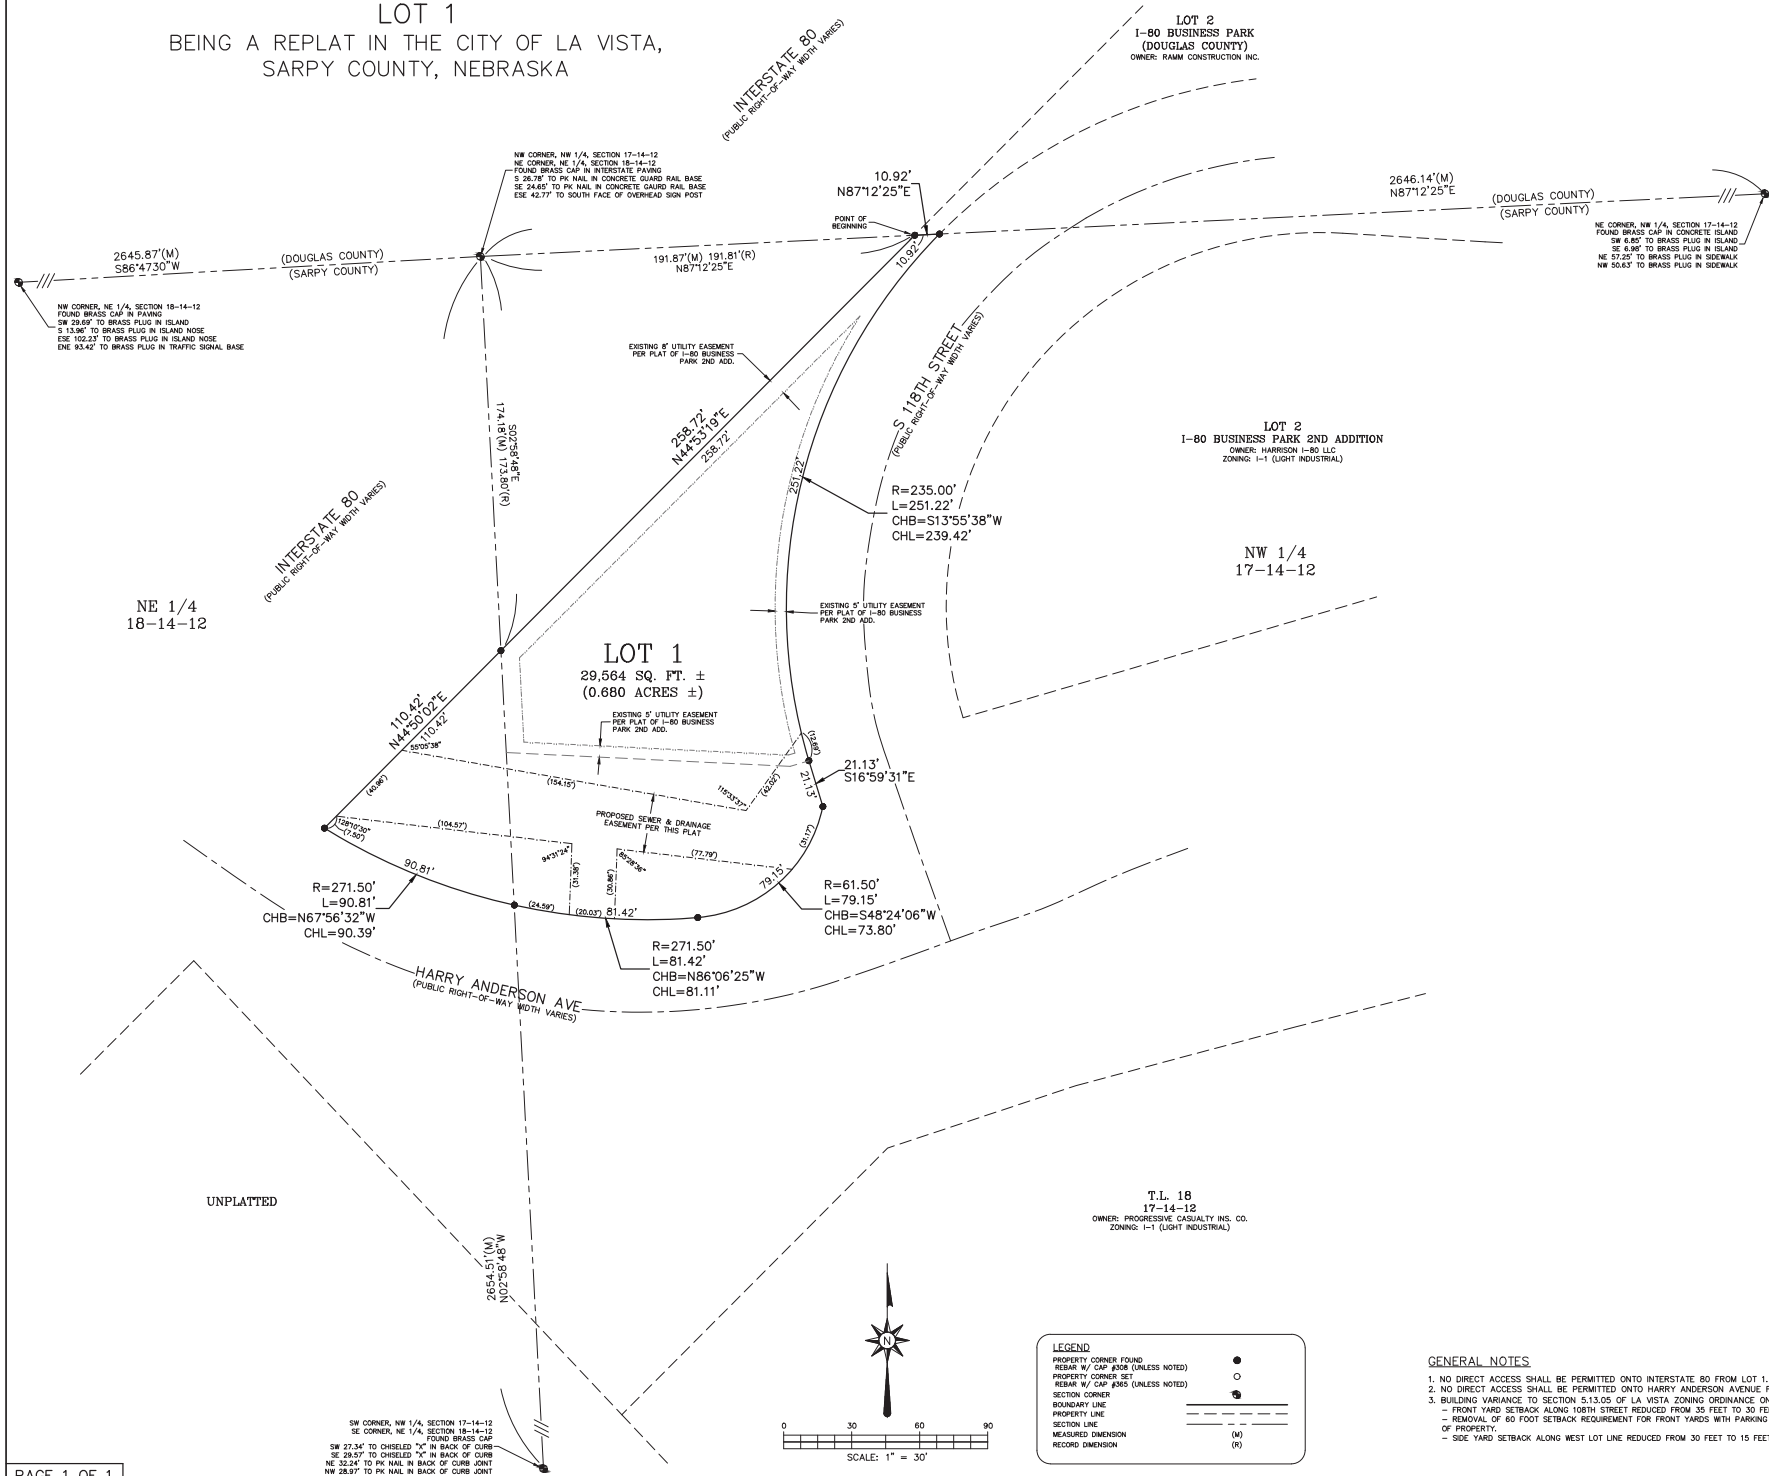 LOT 1
BEING A REPLAT IN THE CITY OF LA VISTA,
SARPY COUNTY, NEBRASKA
INTERSTATE 80
(PUBLIC RIGHT-OF-WAY WIDTH VARIES)
LOT 2
I-80 BUSINESS PARK
(DOUGLAS COUNTY)
OWNER: RAMM CONSTRUCTION INC.
NW CORNER, NW 1/4, SECTION 17-14-12
NE CORNER, NE 1/4, SECTION 18-14-12
FOUND BRASS CAP IN INTERSTATE PAVING
S 26.78' TO PK NAIL IN CONCRETE GUARD RAIL BASE
SE 24.65' TO PK NAIL IN CONCRETE GAURD RAIL BASE
ESE 42.77' TO SOUTH FACE OF OVERHEAD SIGN POST
10.92'
N87°12'25"E
POINT OF
BEGINNING
10.92'
2646.14'(M)
N87°12'25"E
(DOUGLAS COUNTY)
(SARPY COUNTY)
NE CORNER, NW 1/4, SECTION 17-14-12
FOUND BRASS CAP IN CONCRETE ISLAND
SW 6.85' TO BRASS PLUG IN ISLAND
SE 6.98' TO BRASS PLUG IN ISLAND
NE 57.25' TO BRASS PLUG IN SIDEWALK
NW 50.63' TO BRASS PLUG IN SIDEWALK
2645.87'(M)
S86°4730"W
(DOUGLAS COUNTY)
(SARPY COUNTY)
191.87'(M) 191.81'(R)
N87°12'25"E
NW CORNER, NE 1/4, SECTION 18-14-12
FOUND BRASS CAP IN PAVING
SW 29.69' TO BRASS PLUG IN ISLAND
S 13.96' TO BRASS PLUG IN ISLAND NOSE
ESE 102.23' TO BRASS PLUG IN ISLAND NOSE
ENE 93.42' TO BRASS PLUG IN TRAFFIC SIGNAL BASE
EXISTING 8' UTILITY EASEMENT
PER PLAT OF I-80 BUSINESS
PARK 2ND ADD.
S02°58'48"E
174.18'(M) 173.80'(R)
258.72'
N44°53'19"E
258.72'
S 118TH STREET
(PUBLIC RIGHT-OF-WAY WIDTH VARIES)
LOT 2
I-80 BUSINESS PARK 2ND ADDITION
OWNER: HARRISON I-80 LLC
ZONING: I-1 (LIGHT INDUSTRIAL)
251.22'
R=235.00'
L=251.22'
CHB=S13°55'38"W
CHL=239.42'
INTERSTATE 80
(PUBLIC RIGHT-OF-WAY WIDTH VARIES)
NW 1/4
17-14-12
NE 1/4
18-14-12
EXISTING 5' UTILITY EASEMENT
PER PLAT OF I-80 BUSINESS
PARK 2ND ADD.
LOT 1
29,564 SQ. FT. ±
(0.680 ACRES ±)
EXISTING 5' UTILITY EASEMENT
PER PLAT OF I-80 BUSINESS
PARK 2ND ADD.
110.42'
N44°50'02"E
110.42'
55°05'38"
(12.69')
21.13'
S16°59'31"E
21.13'
(40.96')
(154.15')
115°33'37"
(42.02')
PROPOSED SEWER & DRAINAGE
EASEMENT PER THIS PLAT
128°10'30"
(7.50')
(104.57')
94°31'24"
(31.38')
(30.86')
85°28'36"
(77.79')
(31.17')
90.81'
79.15'
R=271.50'
L=90.81'
CHB=N67°56'32"W
CHL=90.39'
(24.59')
(20.03')
81.42'
R=61.50'
L=79.15'
CHB=S48°24'06"W
CHL=73.80'
R=271.50'
L=81.42'
CHB=N86°06'25"W
CHL=81.11'
HARRY ANDERSON AVE
(PUBLIC RIGHT-OF-WAY WIDTH VARIES)
UNPLATTED
T.L. 18
17-14-12
OWNER: PROGRESSIVE CASUALTY INS. CO.
ZONING: I-1 (LIGHT INDUSTRIAL)
2654.51'(M)
N02°58'48"W
N
0 30 60 90
SCALE: 1" = 30'
LEGEND
PROPERTY CORNER FOUND
REBAR W/ CAP #308 (UNLESS NOTED)
PROPERTY CORNER SET
REBAR W/ CAP #365 (UNLESS NOTED)
SECTION CORNER
BOUNDARY LINE
PROPERTY LINE
SECTION LINE
MEASURED DIMENSION (M)
RECORD DIMENSION (R)
GENERAL NOTES
1. NO DIRECT ACCESS SHALL BE PERMITTED ONTO INTERSTATE 80 FROM LOT 1.
2. NO DIRECT ACCESS SHALL BE PERMITTED ONTO HARRY ANDERSON AVENUE
3. BUILDING VARIANCE TO SECTION 5.13.05 OF LA VISTA ZONING ORDINANCE
- FRONT YARD SETBACK ALONG 108TH STREET REDUCED FROM 35 FEET TO 30
- REMOVAL OF 60 FOOT SETBACK REQUIREMENT FOR FRONT YARDS WITH PARKING
OF PROPERTY.
- SIDE YARD SETBACK ALONG WEST LOT LINE REDUCED FROM 30 FEET TO 15 FEET
SW CORNER, NW 1/4, SECTION 17-14-12
SE CORNER, NE 1/4, SECTION 18-14-12
FOUND BRASS CAP
SW 27.34' TO CHISELED "X" IN BACK OF CURB
SE 29.57' TO CHISELED "X" IN BACK OF CURB
NE 32.24' TO PK NAIL IN BACK OF CURB JOINT
NW 28.97' TO PK NAIL IN BACK OF CURB JOINT
PAGE 1 OF 1